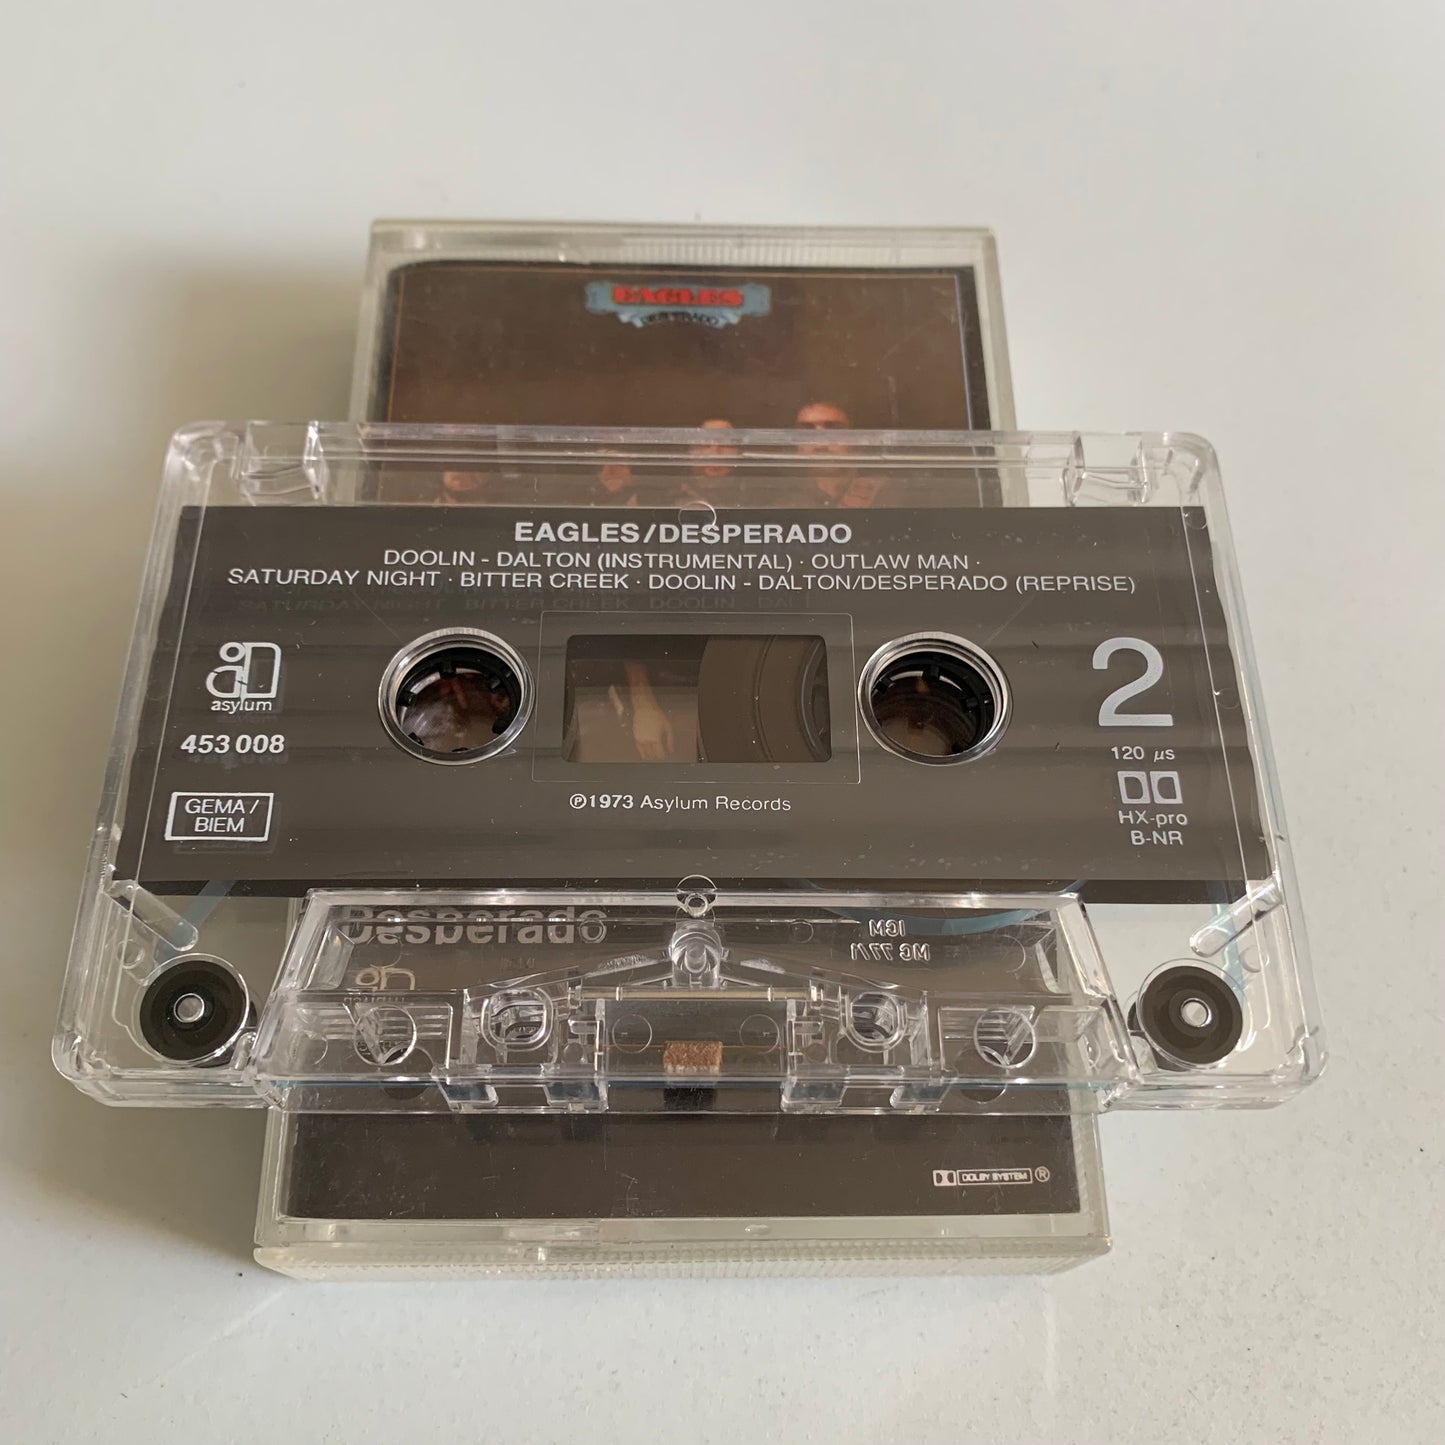 EAGLES
DESPERADO
EAGLES/DESPERADO
DOOLIN - DALTON (INSTRUMENTAL) · OUTLAW MAN ·
SATURDAY NIGHT · BITTER CREEK · DOOLIN - DALTON/DESPERADO (REPRISE)
asylum
453 008
GEMA/
BIEM
℗1973 Asylum Records
2
120 µs
HX-pro
B-NR
Desperado
DOLBY SYSTEM ®